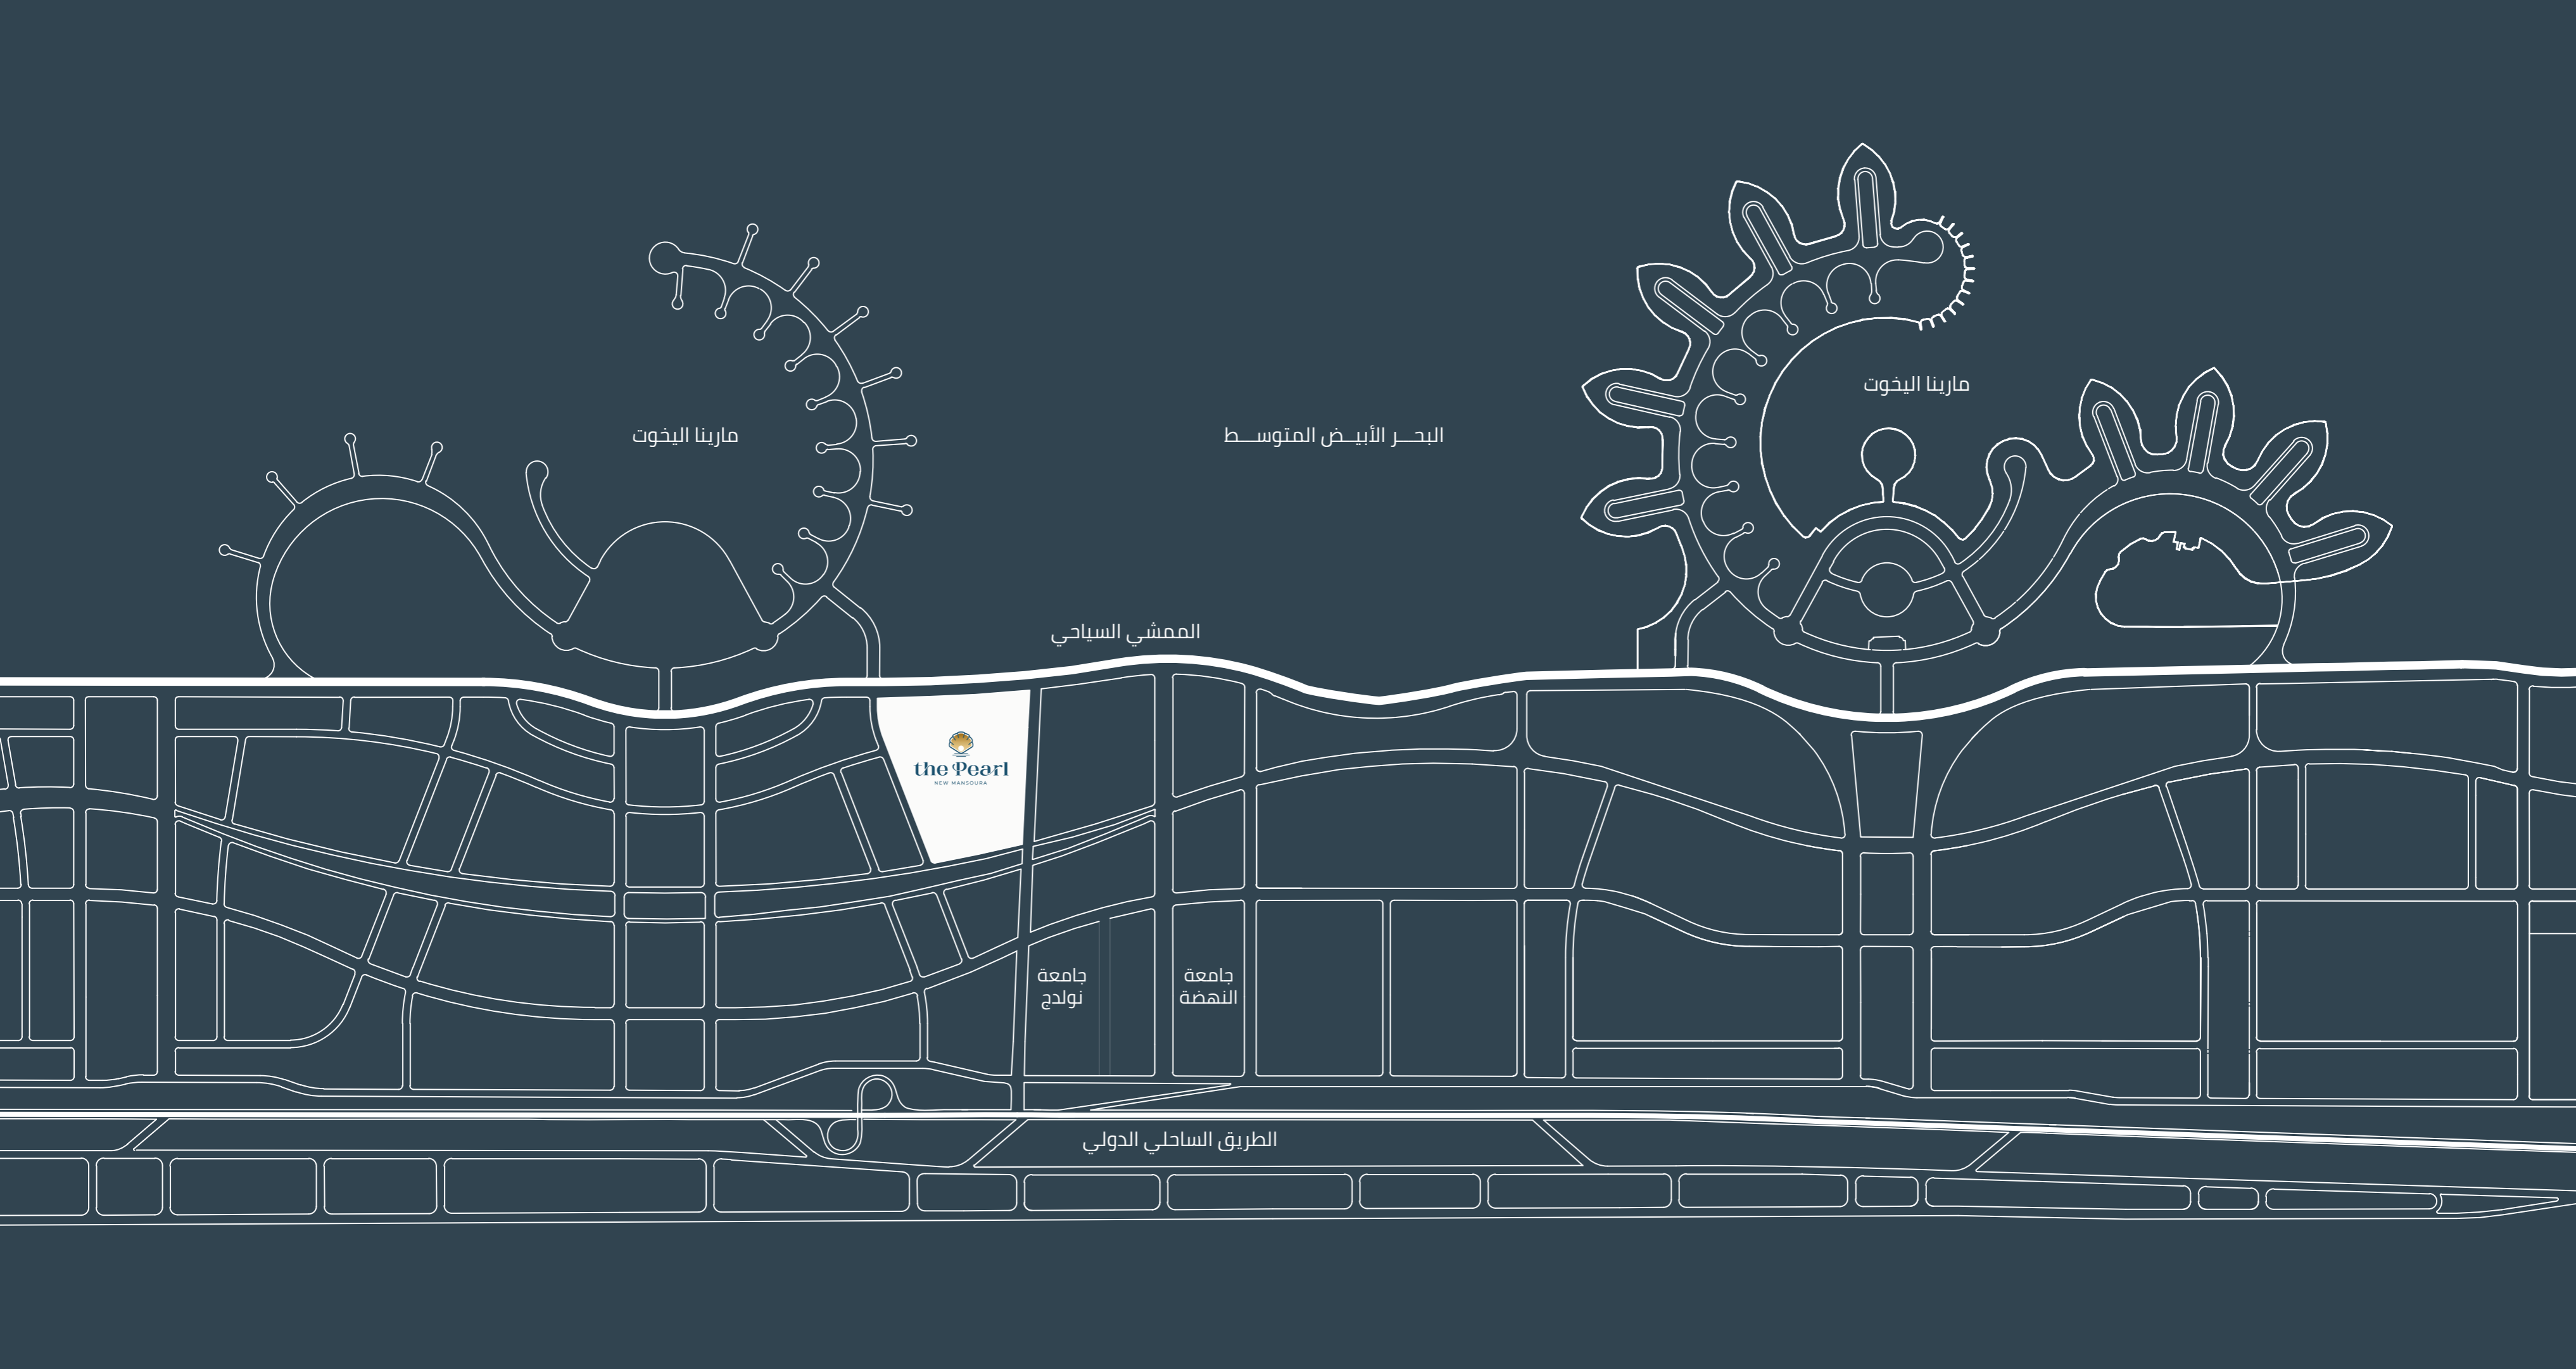 مارينا اليخوت
مارينا اليخوت
البحـــر الأبيــض المتوســـط
الممشي السياحي
the Pearl
NEW MANSOURA
جامعة
النهضة
جامعة
نولدج
الطريق الساحلي الدولي